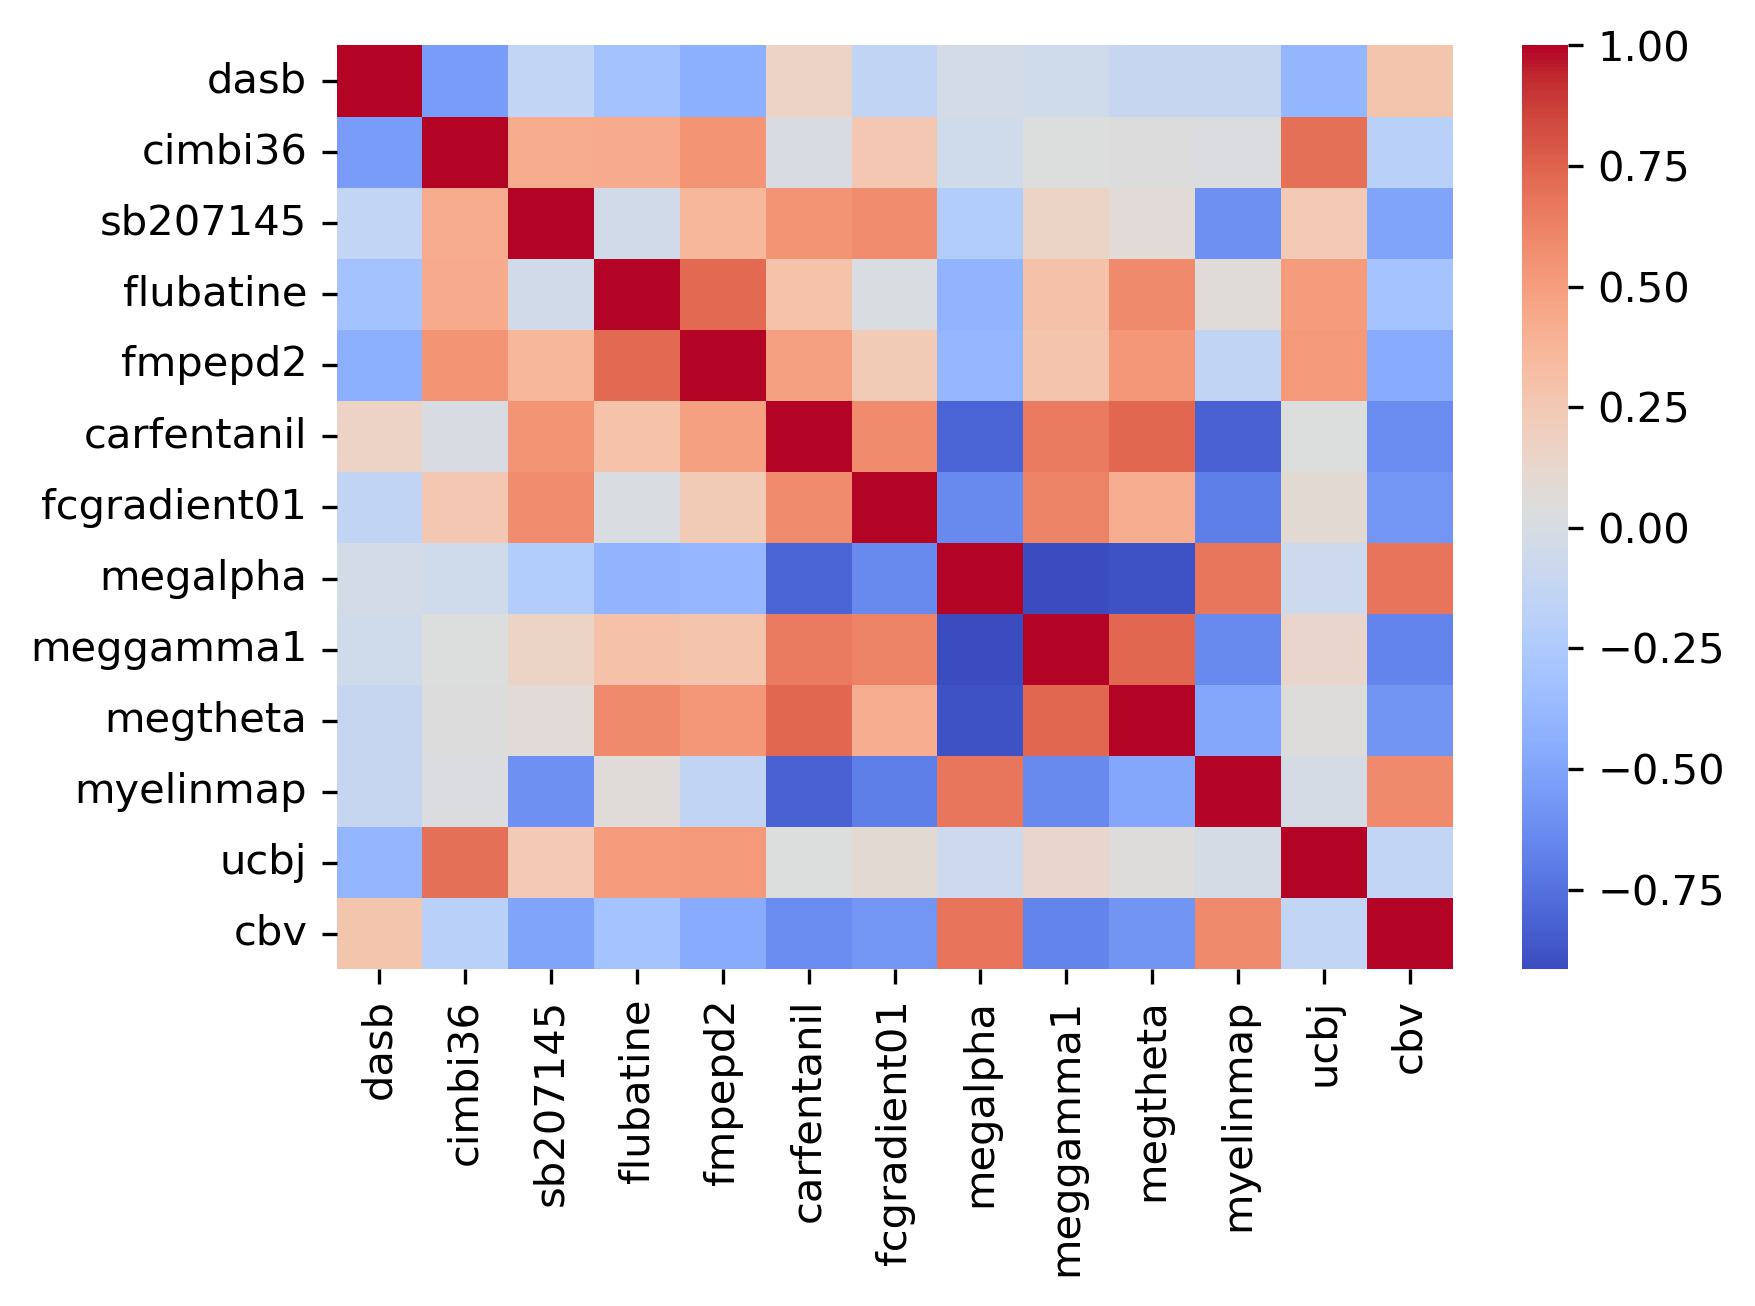 dasb
cimbi36
sb207145
flubatine
fmpepd2
carfentanil
fcgradient01
megalpha
meggamma1
megtheta
myelinmap
ucbj
cbv
dasb
cimbi36
sb207145
flubatine
fmpepd2
carfentanil
fcgradient01
megalpha
meggamma1
megtheta
myelinmap
ucbj
cbv
1.00
0.75
0.50
0.25
0.00
−0.25
−0.50
−0.75